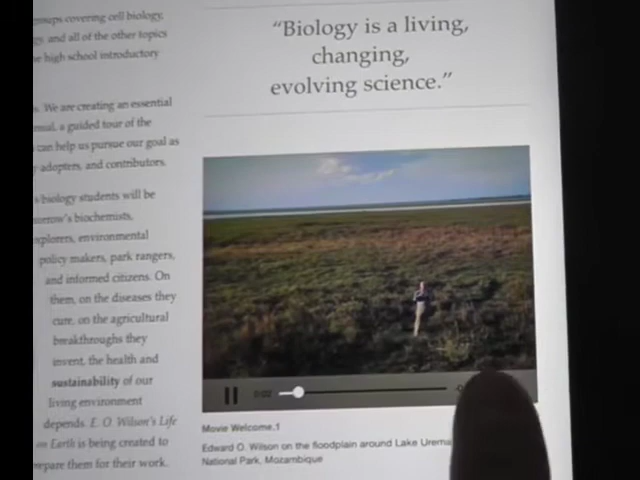 groups covering cell biology,
and all of the other topics
high school introductory
We are creating an essential
a guided tour of the
can help us pursue our goal as
adopters, and contributors.
biology students will be
biochemists,
explorers, environmental
policy makers, park rangers,
and informed citizens. On
them, on the diseases they
cure, on the agricultural
breakthroughs they
invent, the health and
sustainability of our
living environment
depends. E. O. Wilson's Life
on Earth is being created to
prepare them for their work.
“Biology is a living,
changing,
evolving science.”
0:02
Movie Welcome.1
Edward O. Wilson on the floodplain around Lake Urema
National Park, Mozambique